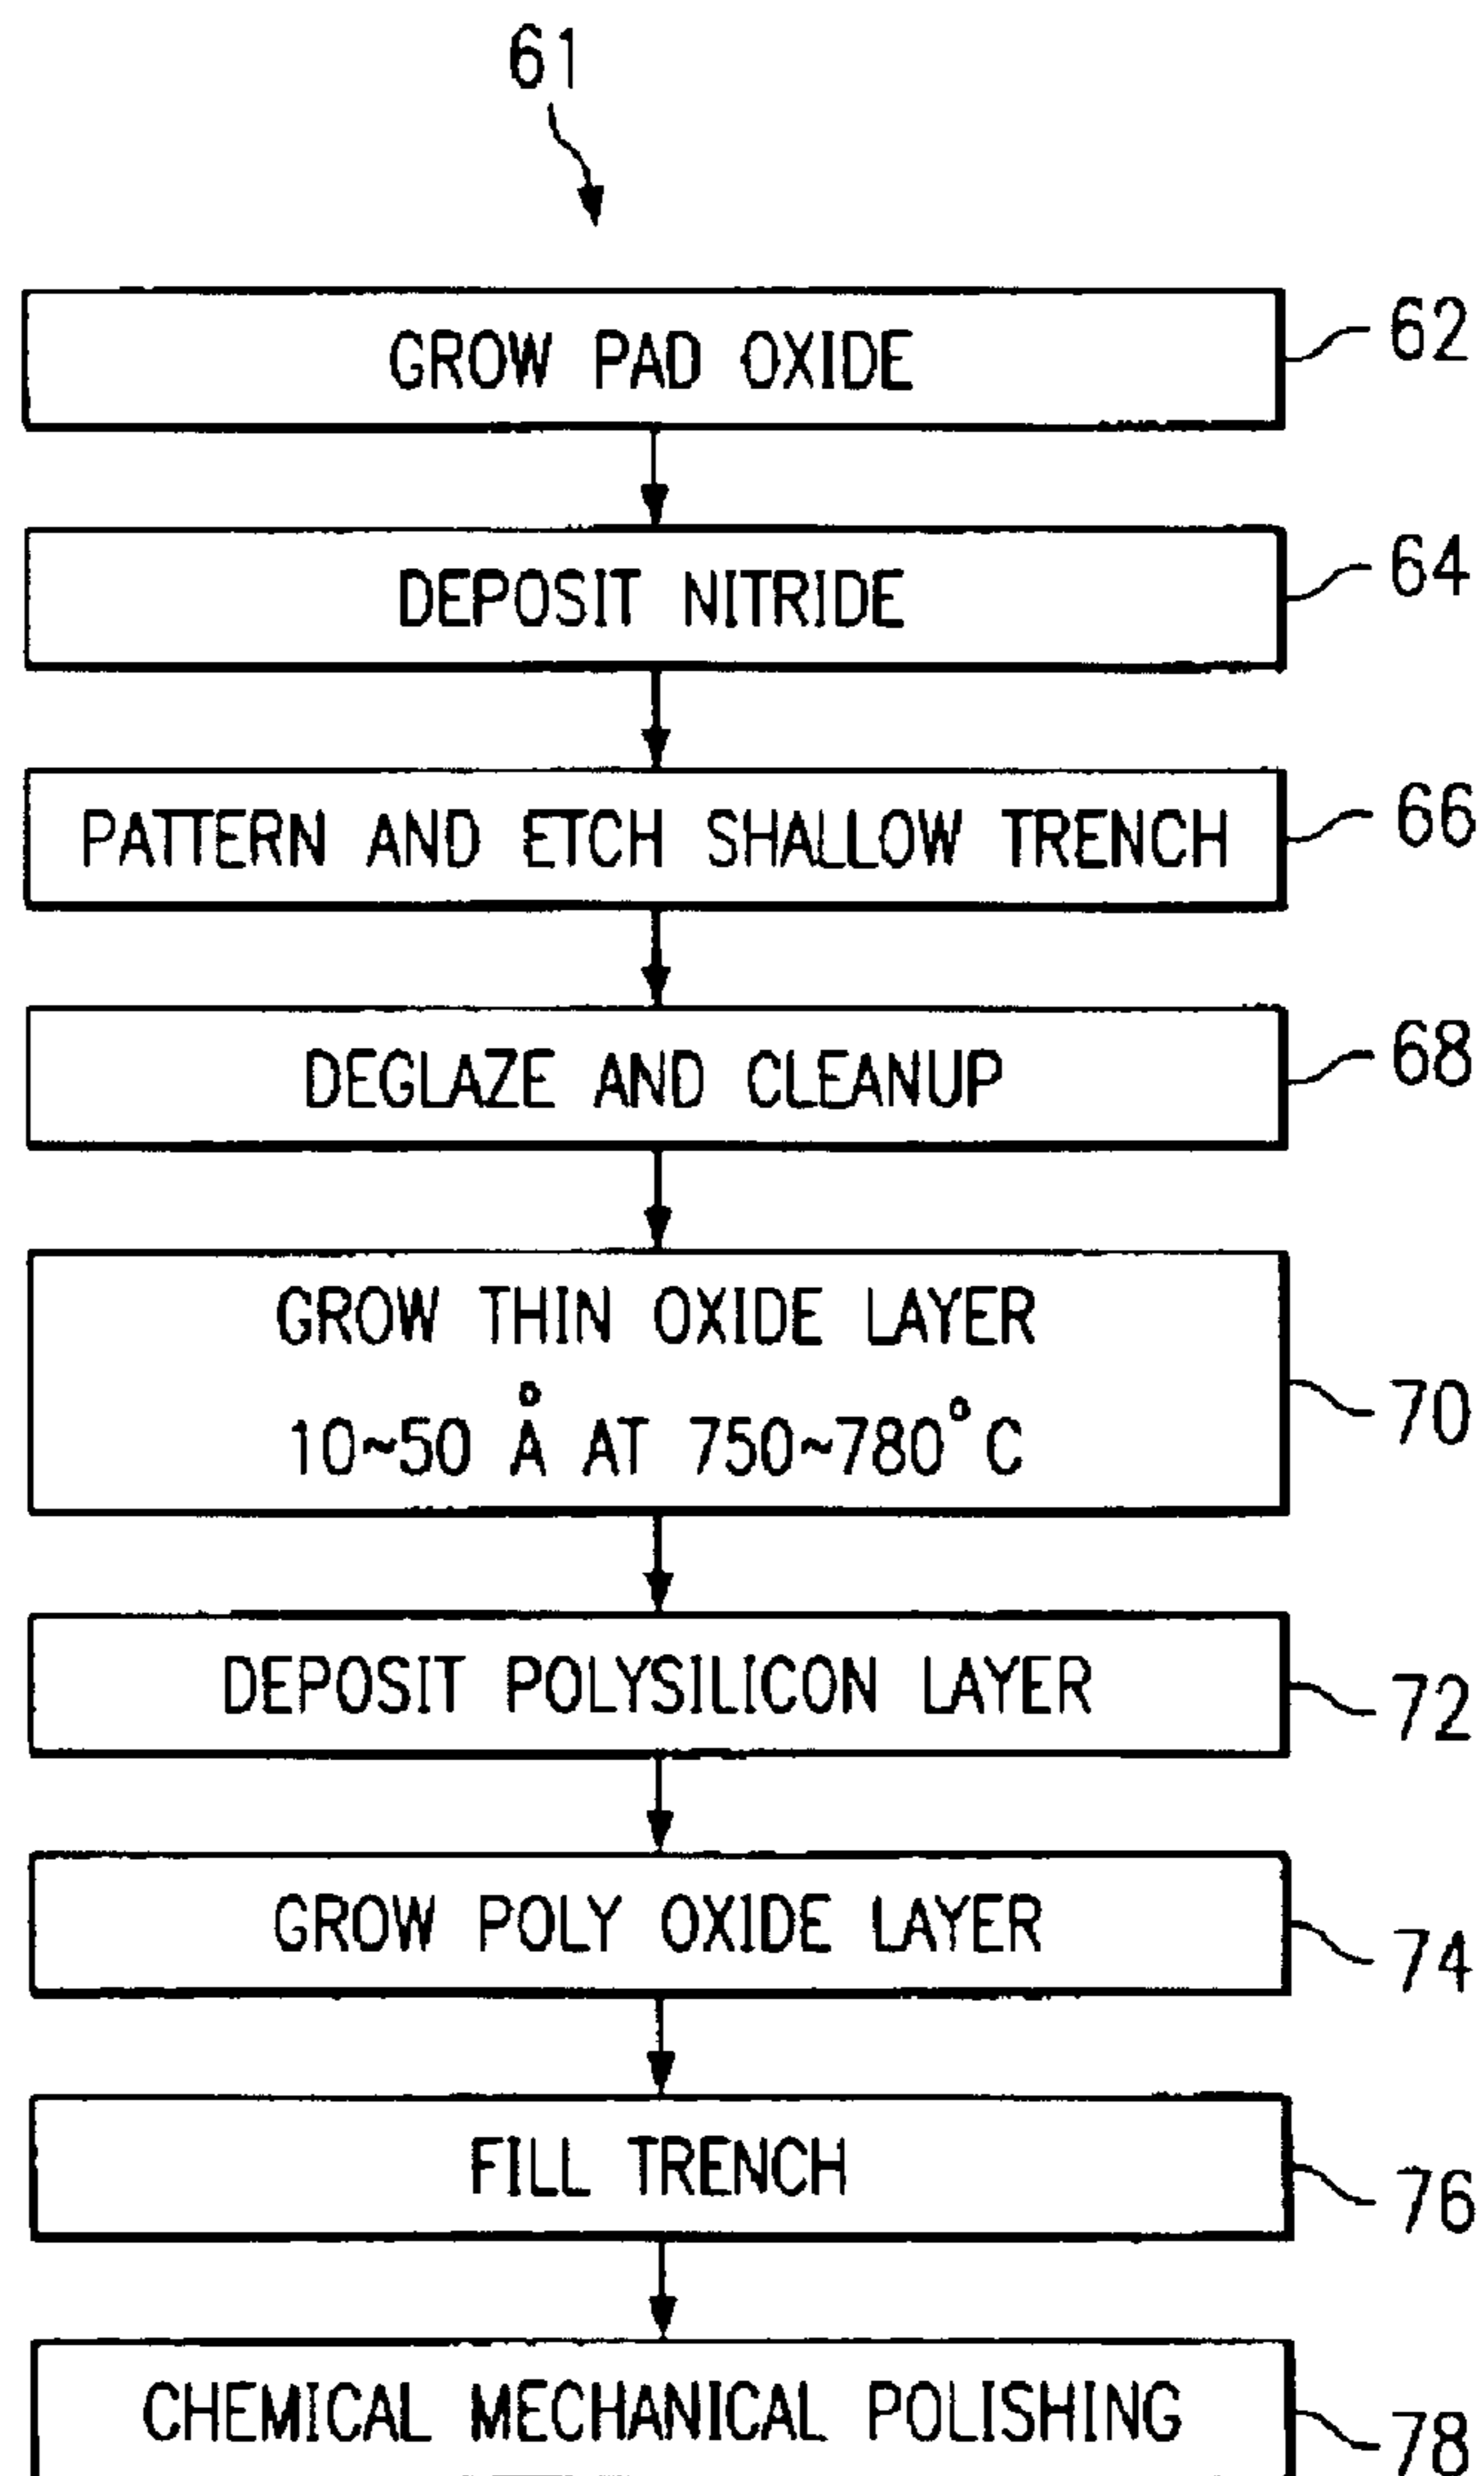 61
GROW PAD OXIDE
62
DEPOSIT NITRIDE
64
PATTERN AND ETCH SHALLOW TRENCH
66
DEGLAZE AND CLEANUP
68
GROW THIN OXIDE LAYER
10~50 Å AT 750~780°C
70
DEPOSIT POLYSILICON LAYER
72
GROW POLY OXIDE LAYER
74
FILL TRENCH
76
CHEMICAL MECHANICAL POLISHING
78